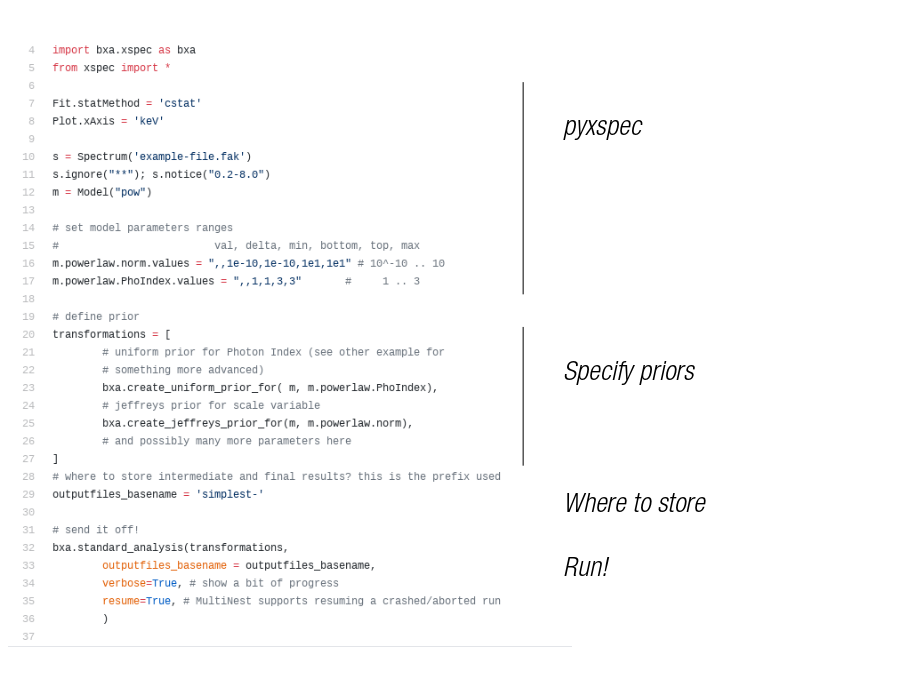 4 import bxa.xspec as bxa
5 from xspec import *
6
7 Fit.statMethod = 'cstat'
8 Plot.xAxis = 'keV'
9
10 s = Spectrum('example-file.fak')
11 s.ignore("**"); s.notice("0.2-8.0")
12 m = Model("pow")
13
14 # set model parameters ranges
15 #                         val, delta, min, bottom, top, max
16 m.powerlaw.norm.values = ",,1e-10,1e-10,1e1,1e1" # 10^-10 .. 10
17 m.powerlaw.PhoIndex.values = ",,1,1,3,3"       #     1 .. 3
18
19 # define prior
20 transformations = [
21         # uniform prior for Photon Index (see other example for
22         # something more advanced)
23         bxa.create_uniform_prior_for( m, m.powerlaw.PhoIndex),
24         # jeffreys prior for scale variable
25         bxa.create_jeffreys_prior_for(m, m.powerlaw.norm),
26         # and possibly many more parameters here
27 ]
28 # where to store intermediate and final results? this is the prefix used
29 outputfiles_basename = 'simplest-'
30
31 # send it off!
32 bxa.standard_analysis(transformations,
33         outputfiles_basename = outputfiles_basename,
34         verbose=True, # show a bit of progress
35         resume=True, # MultiNest supports resuming a crashed/aborted run
36         )
37
pyxspec
Specify priors
Where to store
Run!